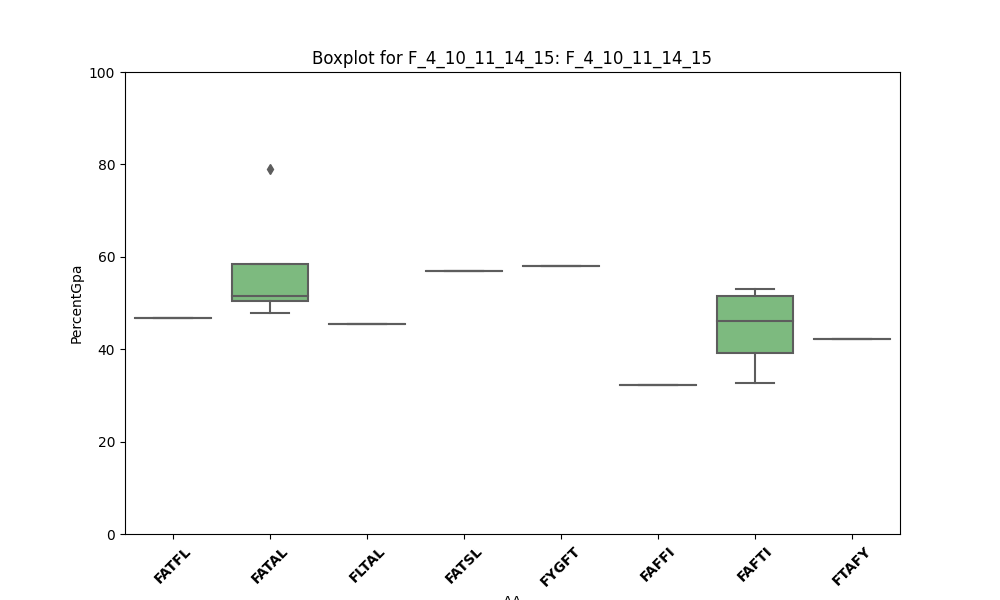 Boxplot for F_4_10_11_14_15: F_4_10_11_14_15
100
80
60
40
20
0
PercentGpa
FATFL
FATAL
FLTAL
FATSL
FYGFT
FAFFI
FAFTI
FTAFY
AA